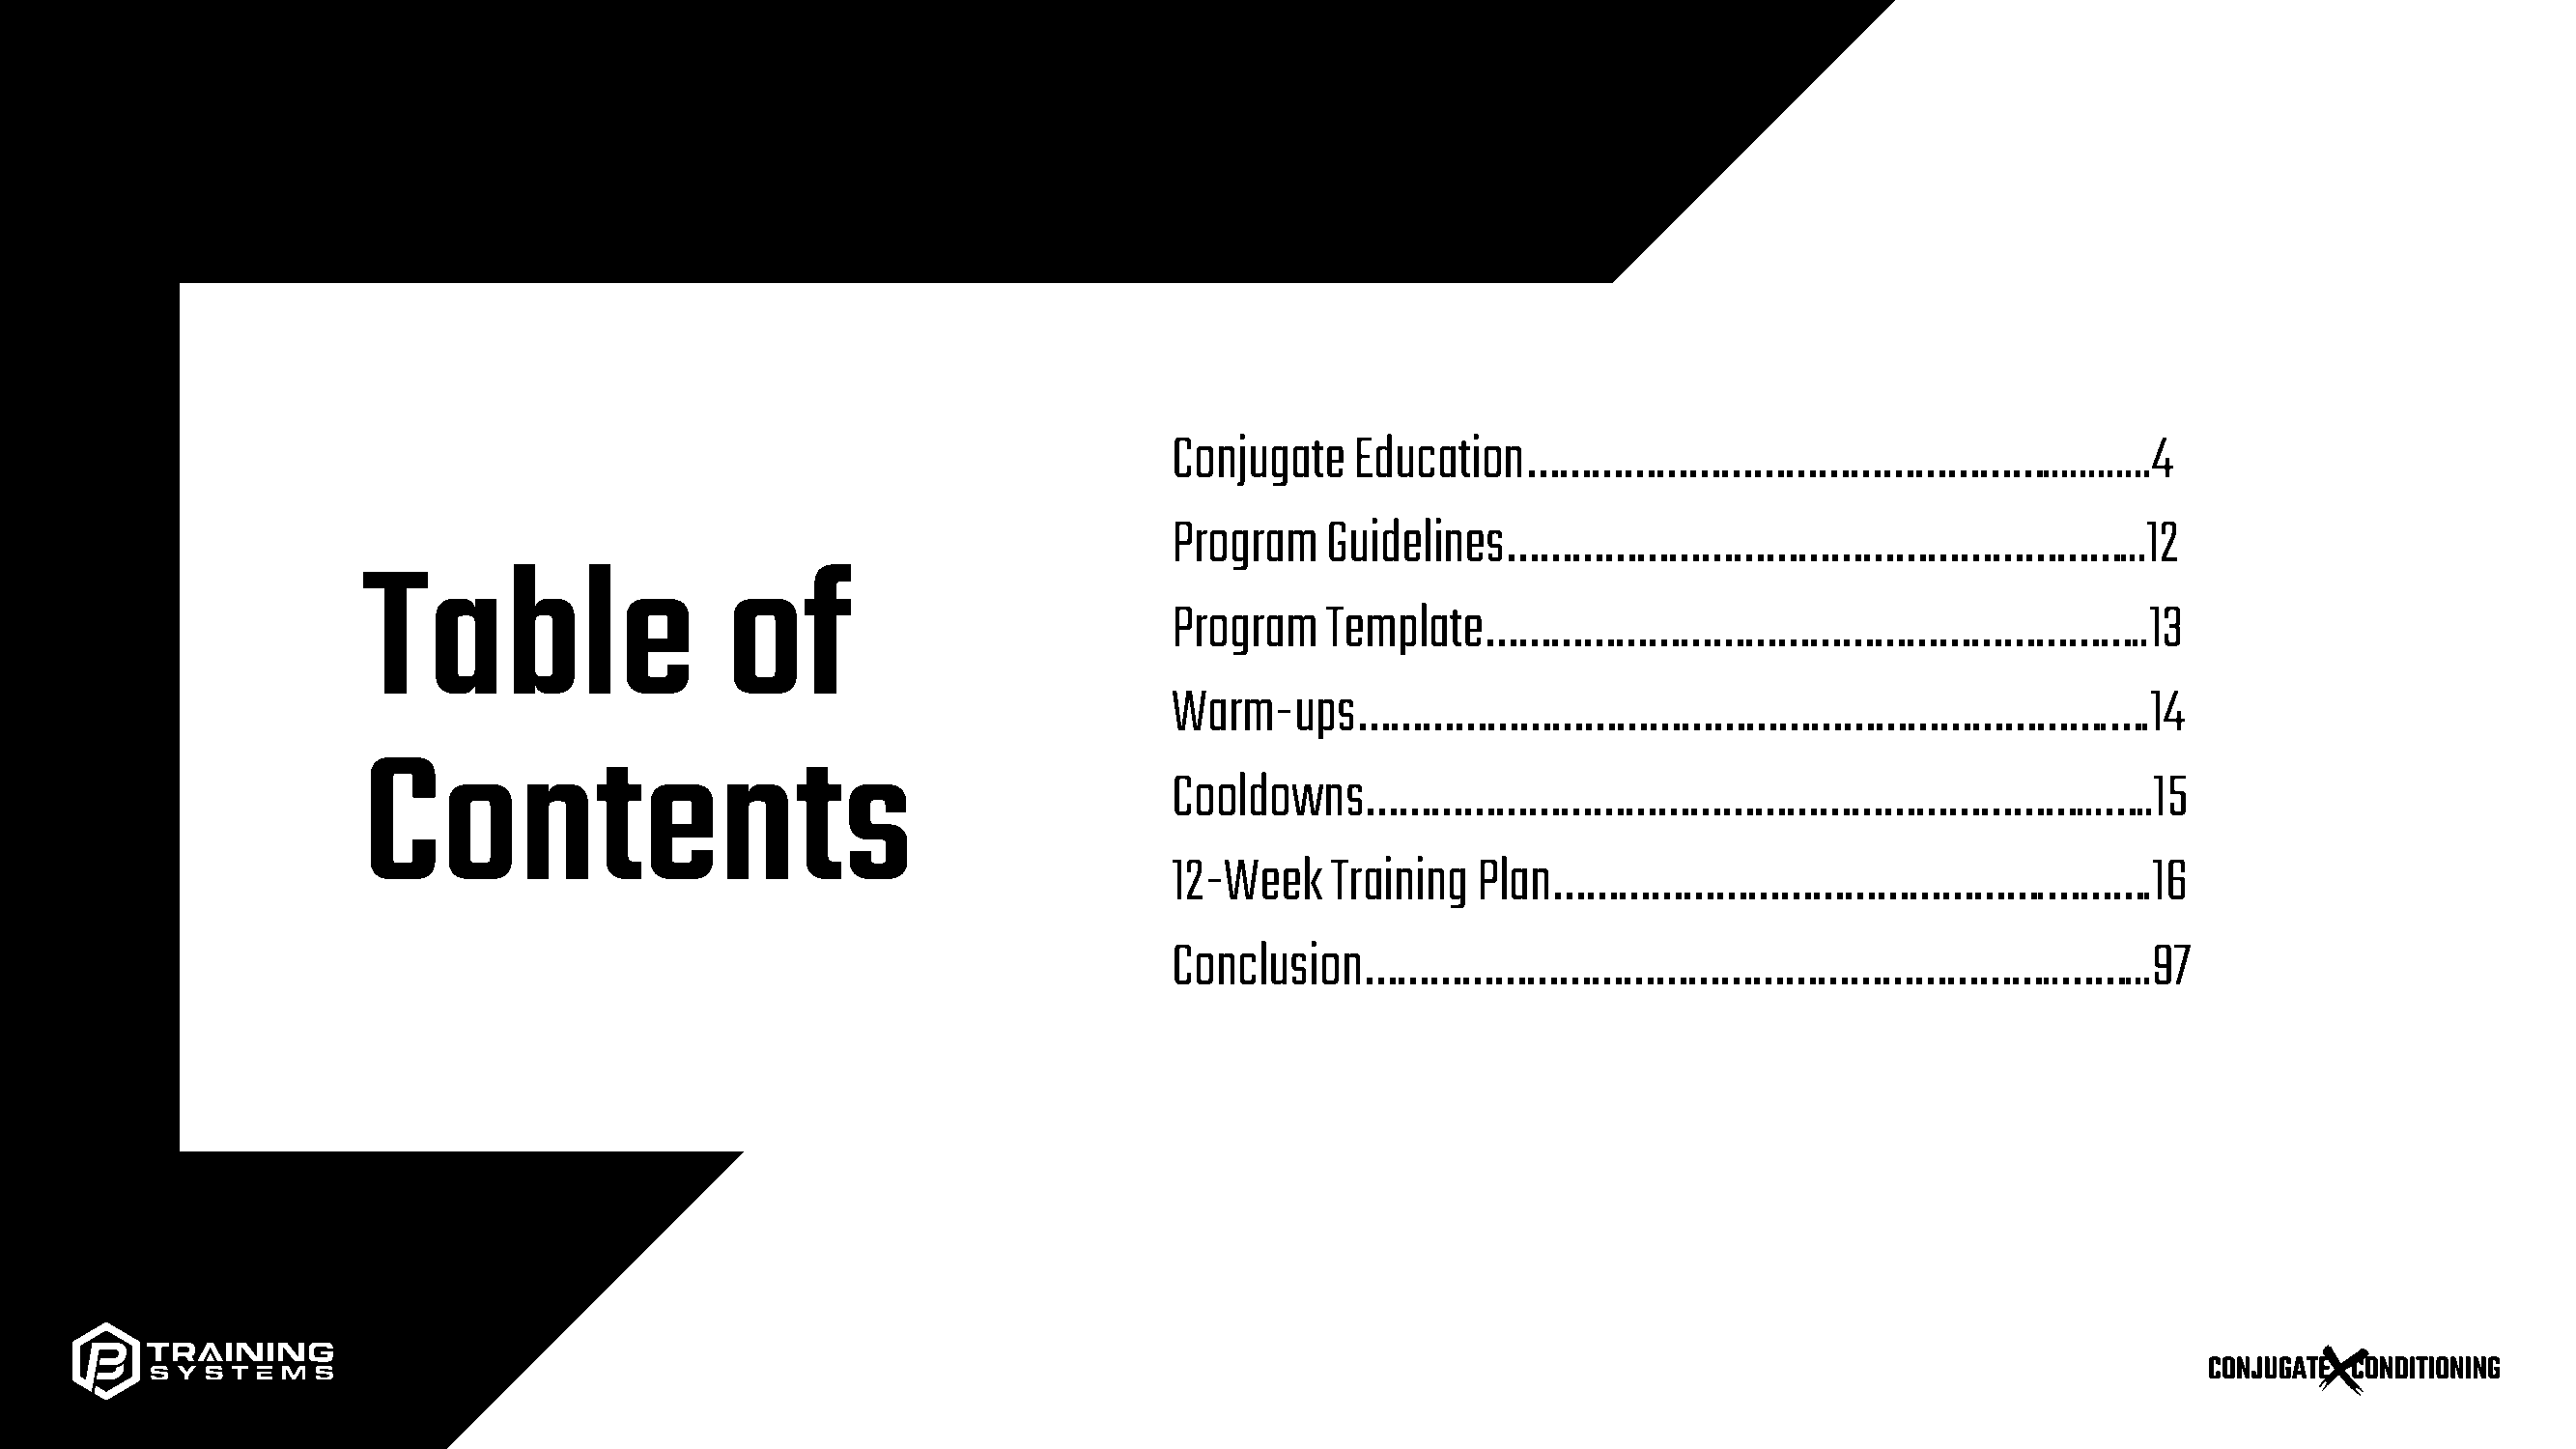 Table of
Contents
Conjugate Education.................................................................4
Program Guidelines.................................................................12
Program Template.................................................................13
Warm-ups.................................................................14
Cooldowns.................................................................15
12-Week Training Plan.................................................................16
Conclusion.................................................................97
TRAINING
SYSTEMS
CONJUGATE X CONDITIONING